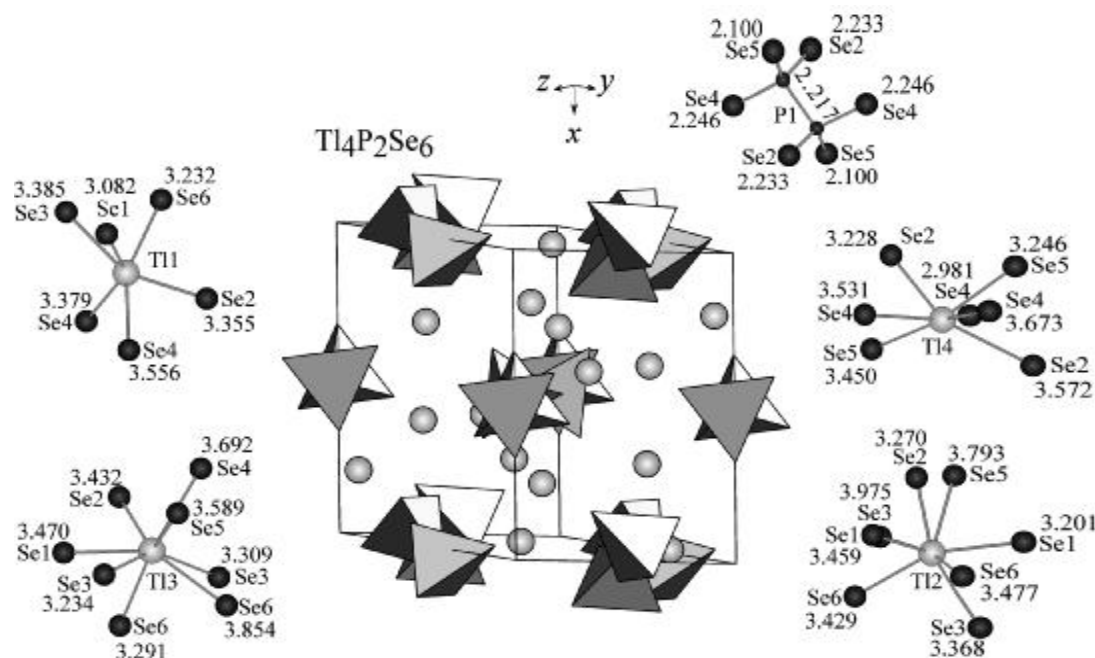 2.100
2.233
Se5
Se2
z
y
x
2.217
Se4
2.246
P1
2.246
Se4
Se2
2.233
Se5
2.100
Tl4P2Se6
3.385
Se3
3.082
Se1
3.232
Se6
Tl1
3.379
Se4
Se2
3.355
Se4
3.556
3.228
Se2
2.981
Se4
3.246
Se5
3.531
Se4
Se4
3.673
Tl4
Se5
3.450
Se2
3.572
3.692
Se4
3.432
Se2
3.589
Se5
3.470
Se1
3.309
Se3
Tl3
Se3
3.234
Se6
3.854
Se6
3.291
3.270
Se2
3.793
Se5
3.975
Se3
Se1
3.459
3.201
Se1
Tl2
Se6
3.477
Se6
3.429
Se3
3.368